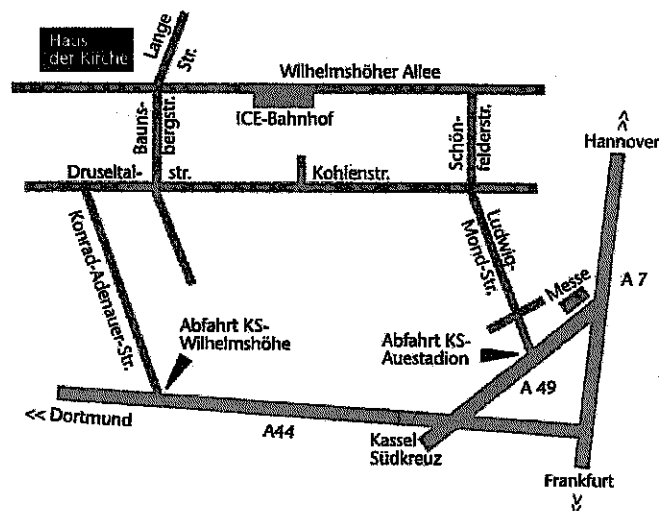 Haus
der Kirche
Lange
Str.
Wilhelmshöher Allee
ICE-Bahnhof
Bauns-
bergstr.
Schön-
felderstr.
Hannover
>>
Druseltal-
str.
Kohlenstr.
Konrad-Adenauer-Str.
Ludwig-
Mond-Str.
Messe
A 7
Abfahrt KS-
Wilhelmshöhe
Abfahrt KS-
Auestadion
A 49
<< Dortmund
A44
Kassel
Südkreuz
Frankfurt
>>